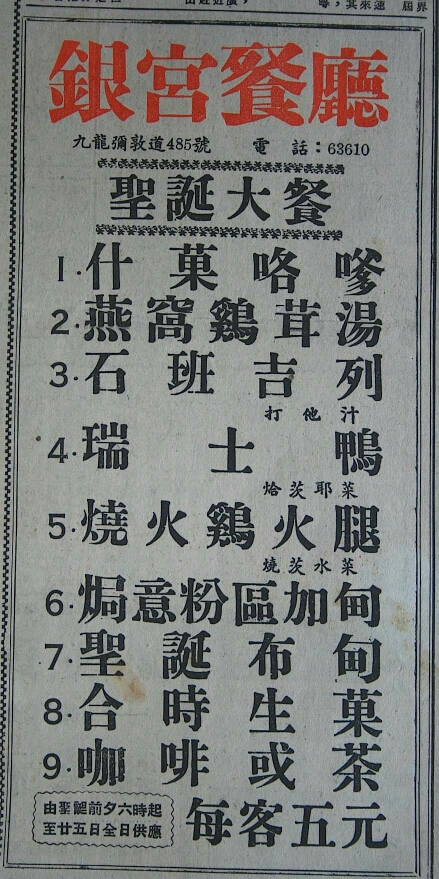 銀宮餐廳
九龍彌敦道485號 電話：63610
聖誕大餐
1. 什菓咯嗲
2. 燕窩鷄茸湯
3. 石班吉列
打他汁
4. 瑞士鴨
烚茨耶菜
5. 燒火鷄火腿
燒茨水菜
6. 焗意粉區加甸
7. 聖誕布甸
8. 合時生菓
9. 咖啡或茶
由聖誕前夕六時起
至廿五日全日供應
每客五元